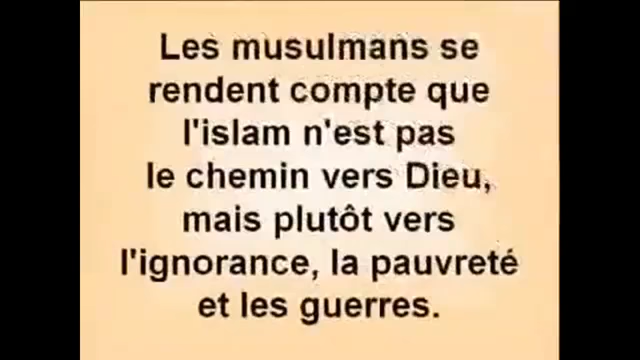 Les musulmans se
rendent compte que
l'islam n'est pas
le chemin vers Dieu,
mais plutôt vers
l'ignorance, la pauvreté
et les guerres.